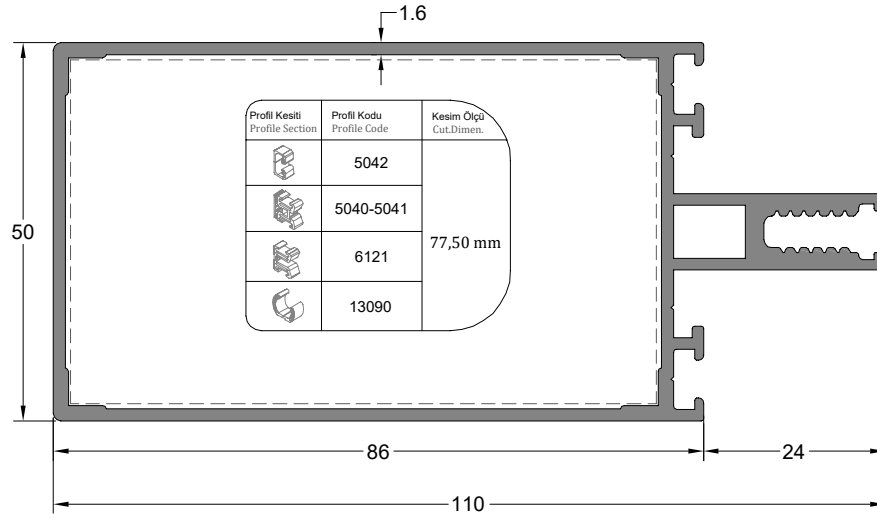 1.6
Profil Kesiti
Profile Section
Profil Kodu
Profile Code
Kesim Ölçü
Cut.Dimen.
5042
5040-5041
6121
13090
77,50 mm
50
86
24
110